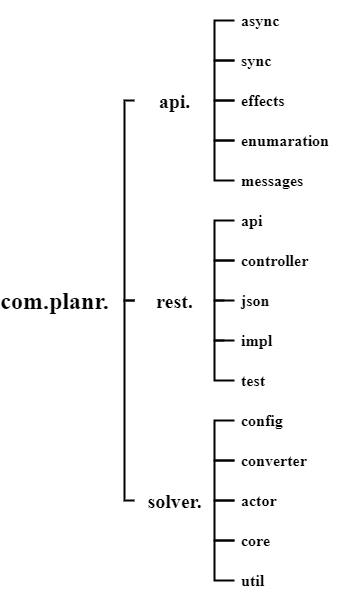 com.planr.
api.
async
sync
effects
enumaration
messages
rest.
api
controller
json
impl
test
solver.
config
converter
actor
core
util